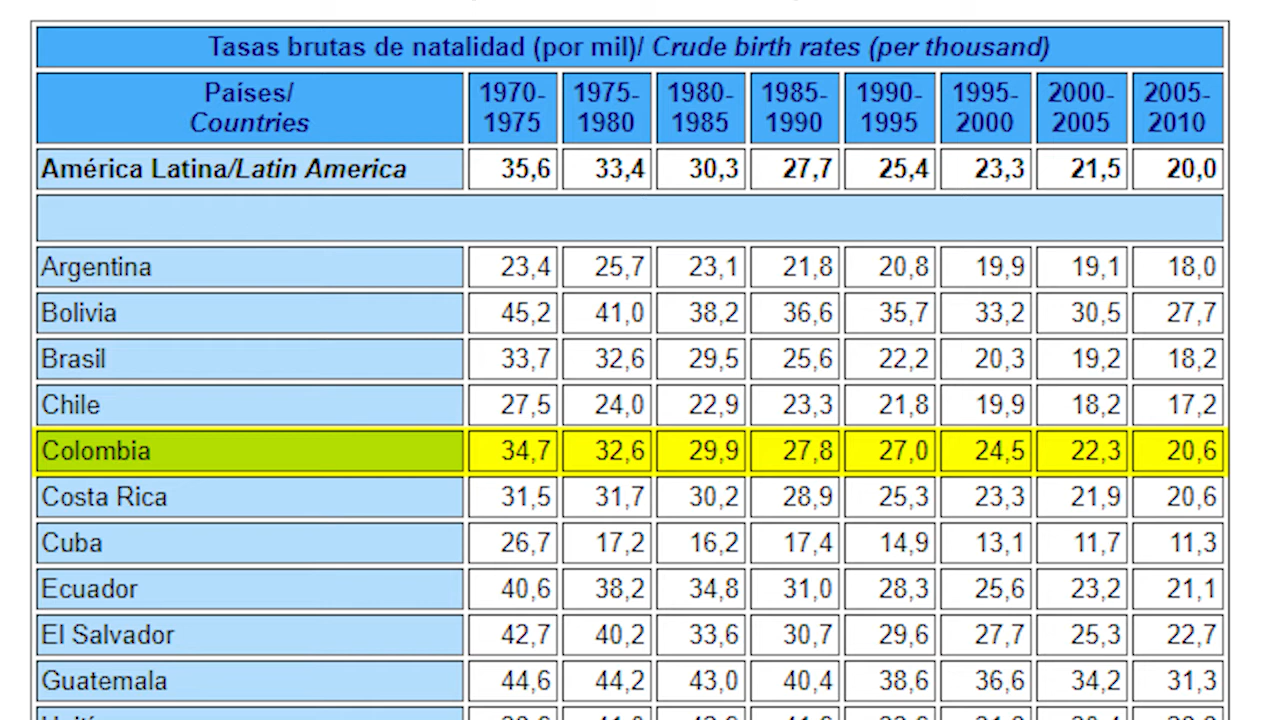 Tasas brutas de natalidad (por mil)/ Crude birth rates (per thousand)
Países/ Countries 1970-1975 1975-1980 1980-1985 1985-1990 1990-1995 1995-2000 2000-2005 2005-2010
América Latina/Latin America 35,6 33,4 30,3 27,7 25,4 23,3 21,5 20,0
Argentina 23,4 25,7 23,1 21,8 20,8 19,9 19,1 18,0
Bolivia 45,2 41,0 38,2 36,6 35,7 33,2 30,5 27,7
Brasil 33,7 32,6 29,5 25,6 22,2 20,3 19,2 18,2
Chile 27,5 24,0 22,9 23,3 21,8 19,9 18,2 17,2
Colombia 34,7 32,6 29,9 27,8 27,0 24,5 22,3 20,6
Costa Rica 31,5 31,7 30,2 28,9 25,3 23,3 21,9 20,6
Cuba 26,7 17,2 16,2 17,4 14,9 13,1 11,7 11,3
Ecuador 40,6 38,2 34,8 31,0 28,3 25,6 23,2 21,1
El Salvador 42,7 40,2 33,6 30,7 29,6 27,7 25,3 22,7
Guatemala 44,6 44,2 43,0 40,4 38,6 36,6 34,2 31,3